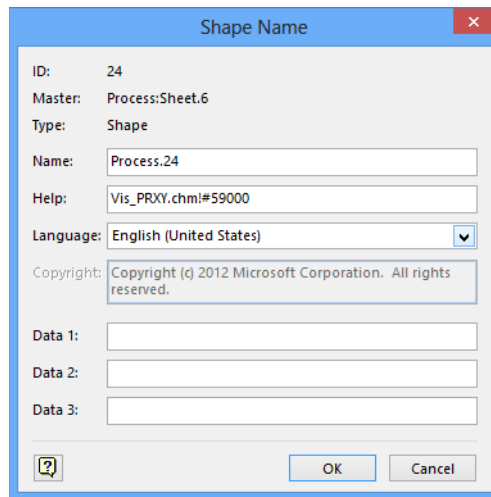 Shape Name
ID: 24
Master: Process:Sheet.6
Type: Shape
Name: Process.24
Help: Vis_PRXY.chm!#59000
Language: English (United States)
Copyright: Copyright (c) 2012 Microsoft Corporation. All rights
reserved.
Data 1:
Data 2:
Data 3:
OK Cancel